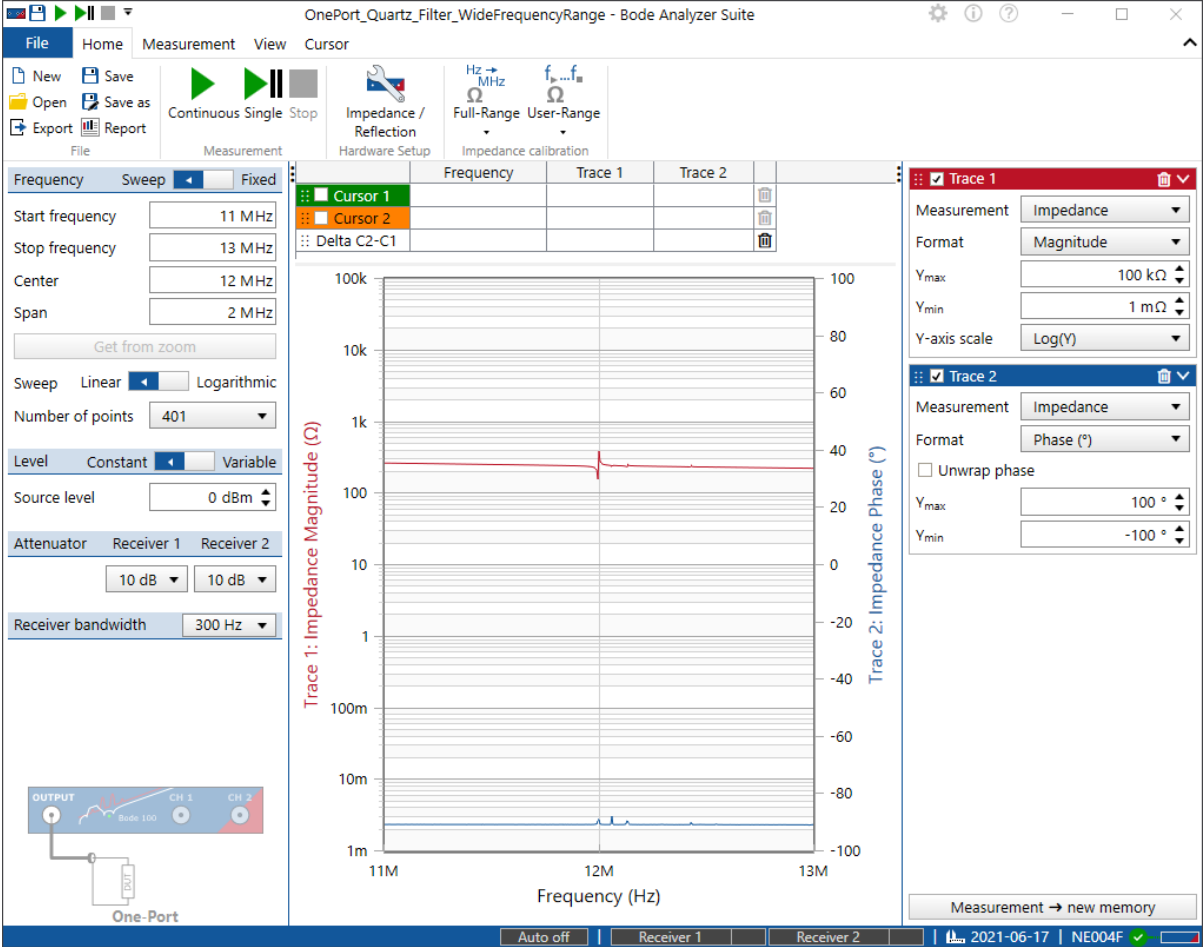 OnePort_Quartz_Filter_WideFrequencyRange - Bode Analyzer Suite
File Home Measurement View Cursor
New Save
Open Save as
Export Report
File
Continuous Single Stop
Measurement
Impedance /
Reflection
Hardware Setup
Hz
MHz
Ω
Full-Range
f...f
Ω
User-Range
Impedance calibration
Frequency Sweep Fixed
Start frequency 11 MHz
Stop frequency 13 MHz
Center 12 MHz
Span 2 MHz
Get from zoom
Sweep Linear Logarithmic
Number of points 401
Level Constant Variable
Source level 0 dBm
Attenuator Receiver 1 Receiver 2
10 dB 10 dB
Receiver bandwidth 300 Hz
OUTPUT CH 1 CH 2
Bode 100
DUT
One-Port
Frequency Trace 1 Trace 2
Cursor 1
Cursor 2
Delta C2-C1
Trace 1: Impedance Magnitude (Ω)
100k
10k
1k
100
10
1
100m
10m
1m
100
80
60
40
20
0
-20
-40
-60
-80
-100
Trace 2: Impedance Phase (°)
11M 12M 13M
Frequency (Hz)
Trace 1
Measurement Impedance
Format Magnitude
Ymax 100 kΩ
Ymin 1 mΩ
Y-axis scale Log(Y)
Trace 2
Measurement Impedance
Format Phase (°)
Unwrap phase
Ymax 100 °
Ymin -100 °
Measurement → new memory
Auto off | Receiver 1 Receiver 2 | 2021-06-17 | NE004F